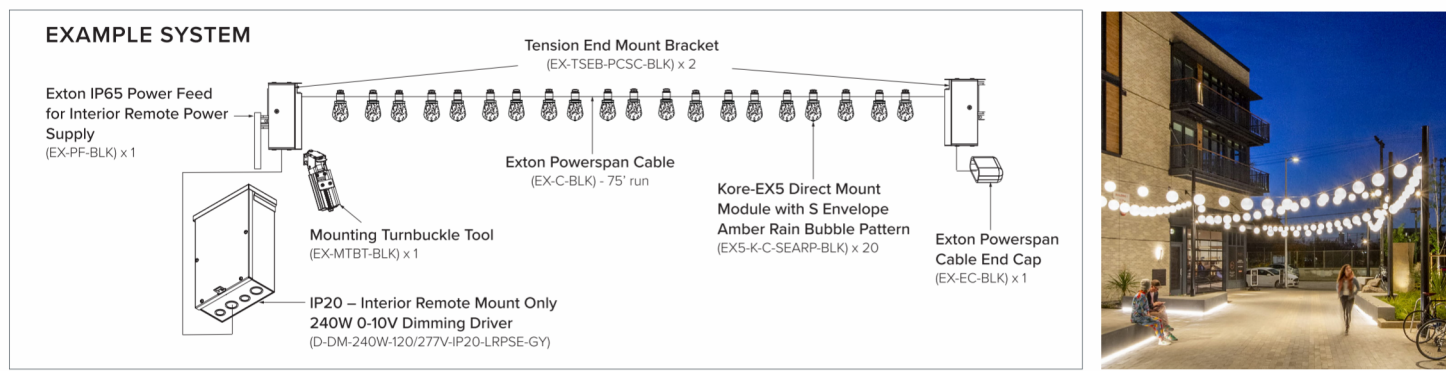 EXAMPLE SYSTEM
Tension End Mount Bracket
(EX-TSEB-PCSC-BLK) x 2
Exton IP65 Power Feed
for Interior Remote Power
Supply
(EX-PF-BLK) x 1
Exton Powerspan Cable
(EX-C-BLK) - 75' run
Kore-EX5 Direct Mount
Module with S Envelope
Amber Rain Bubble Pattern
(EX5-K-C-SEARP-BLK) x 20
Mounting Turnbuckle Tool
(EX-MTBT-BLK) x 1
Exton Powerspan
Cable End Cap
(EX-EC-BLK) x 1
IP20 – Interior Remote Mount Only
240W 0-10V Dimming Driver
(D-DM-240W-120/277V-IP20-LRPSE-GY)